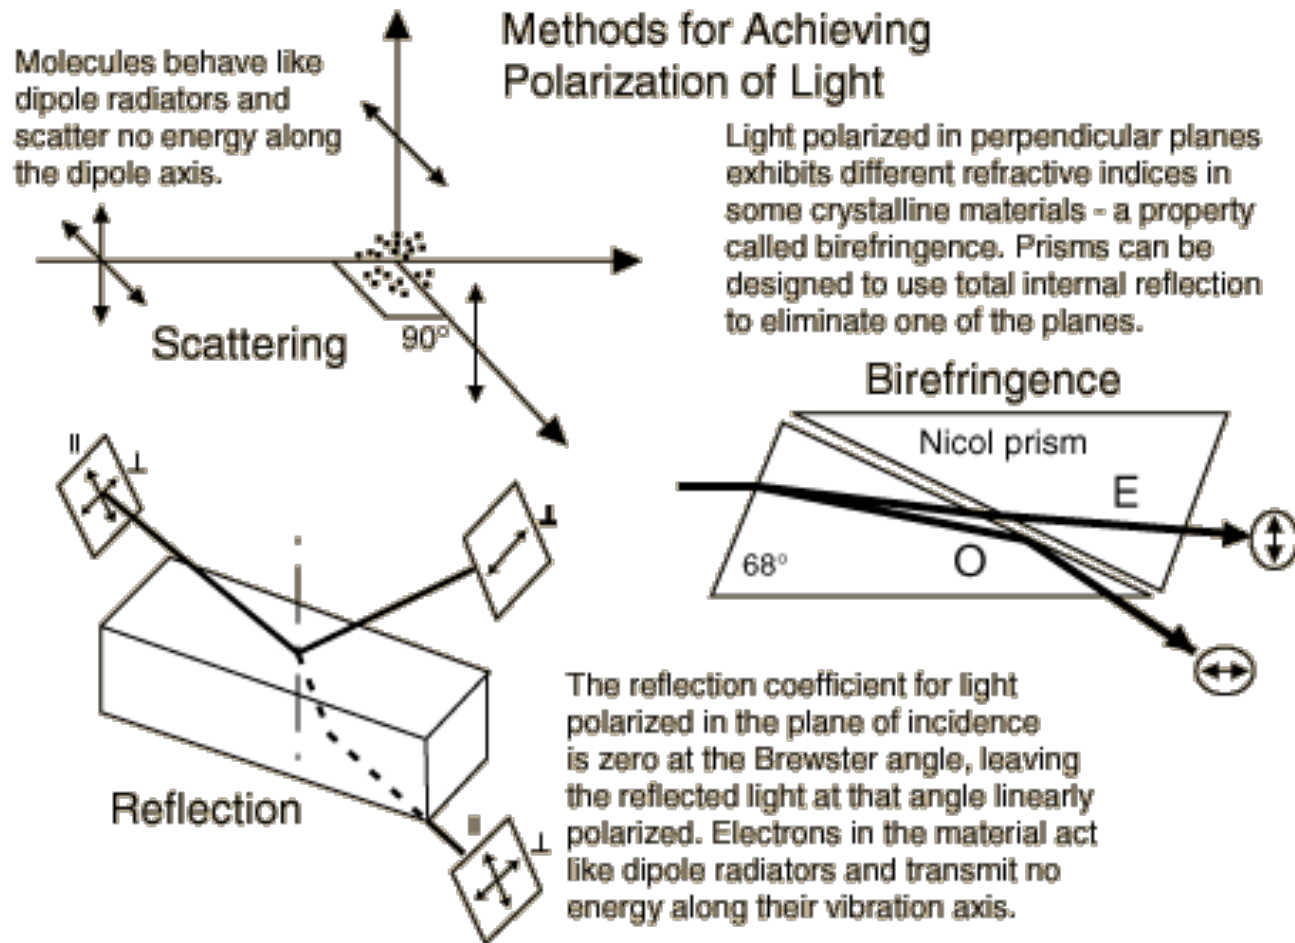 Methods for Achieving
Polarization of Light
Molecules behave like
dipole radiators and
scatter no energy along
the dipole axis.
90°
Scattering
Light polarized in perpendicular planes
exhibits different refractive indices in
some crystalline materials - a property
called birefringence. Prisms can be
designed to use total internal reflection
to eliminate one of the planes.
Birefringence
Nicol prism
E
O
68°
||
⊥
⊥
Reflection
||
⊥
The reflection coefficient for light
polarized in the plane of incidence
is zero at the Brewster angle, leaving
the reflected light at that angle linearly
polarized. Electrons in the material act
like dipole radiators and transmit no
energy along their vibration axis.